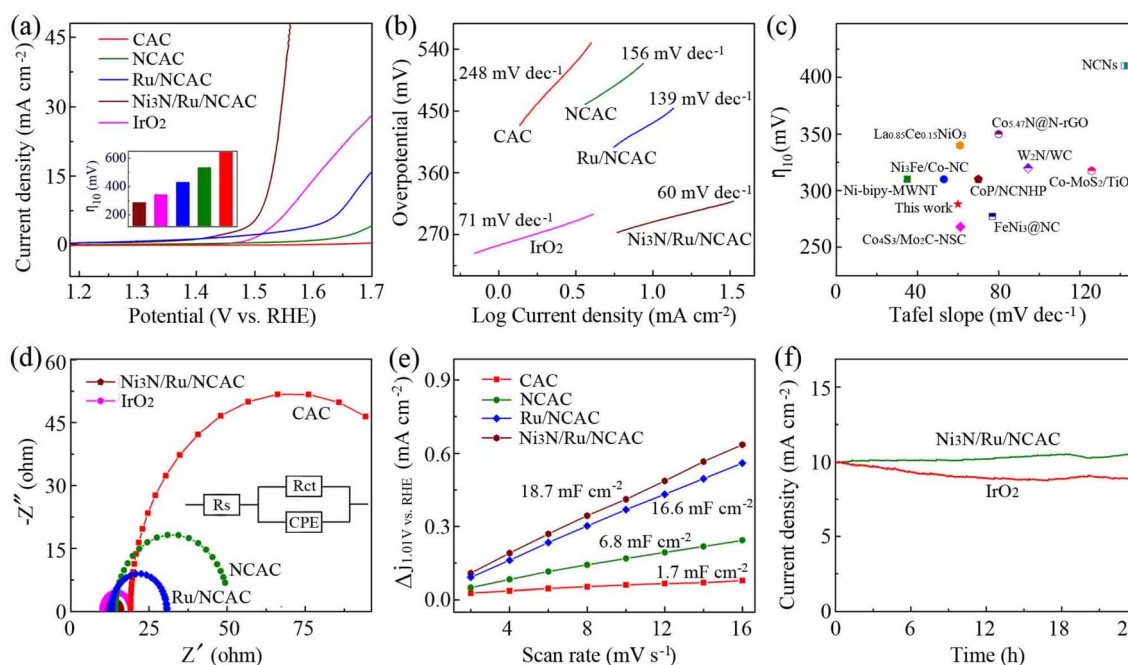 (a)
Current density (mA cm⁻²)
45
30
15
0
CAC
NCAC
Ru/NCAC
Ni₃N/Ru/NCAC
IrO₂
η₁₀ (mV)
600
400
200
1.2
1.3
1.4
1.5
1.6
1.7
Potential (V vs. RHE)
(b)
Overpotential (mV)
540
450
360
270
248 mV dec⁻¹
CAC
156 mV dec⁻¹
NCAC
139 mV dec⁻¹
Ru/NCAC
71 mV dec⁻¹
IrO₂
60 mV dec⁻¹
Ni₃N/Ru/NCAC
0.0
0.5
1.0
1.5
Log Current density (mA cm⁻²)
(c)
η₁₀ (mV)
400
350
300
250
NCNs
Co₅.₄₇N@N-rGO
La₀.₈₅Ce₀.₁₅NiO₃
W₂N/WC
Ni₃Fe/Co-NC
CoP/NCNHP
Co-MoS₂/TiO
Ni-bipy-MWNT
This work
FeNi₃@NC
Co₄S₃/Mo₂C-NSC
0
40
80
120
Tafel slope (mV dec⁻¹)
(d)
-Z″ (ohm)
60
45
30
15
0
Ni₃N/Ru/NCAC
IrO₂
CAC
Rs
Rct
CPE
NCAC
Ru/NCAC
0
25
50
75
Z′ (ohm)
(e)
Δj₁.₀₁ V vs. RHE (mA cm⁻²)
0.9
0.6
0.3
0.0
CAC
NCAC
Ru/NCAC
Ni₃N/Ru/NCAC
18.7 mF cm⁻²
16.6 mF cm⁻²
6.8 mF cm⁻²
1.7 mF cm⁻²
4
8
12
16
Scan rate (mV s⁻¹)
(f)
Current density (mA cm⁻²)
15
10
5
0
Ni₃N/Ru/NCAC
IrO₂
0
6
12
18
Time (h)